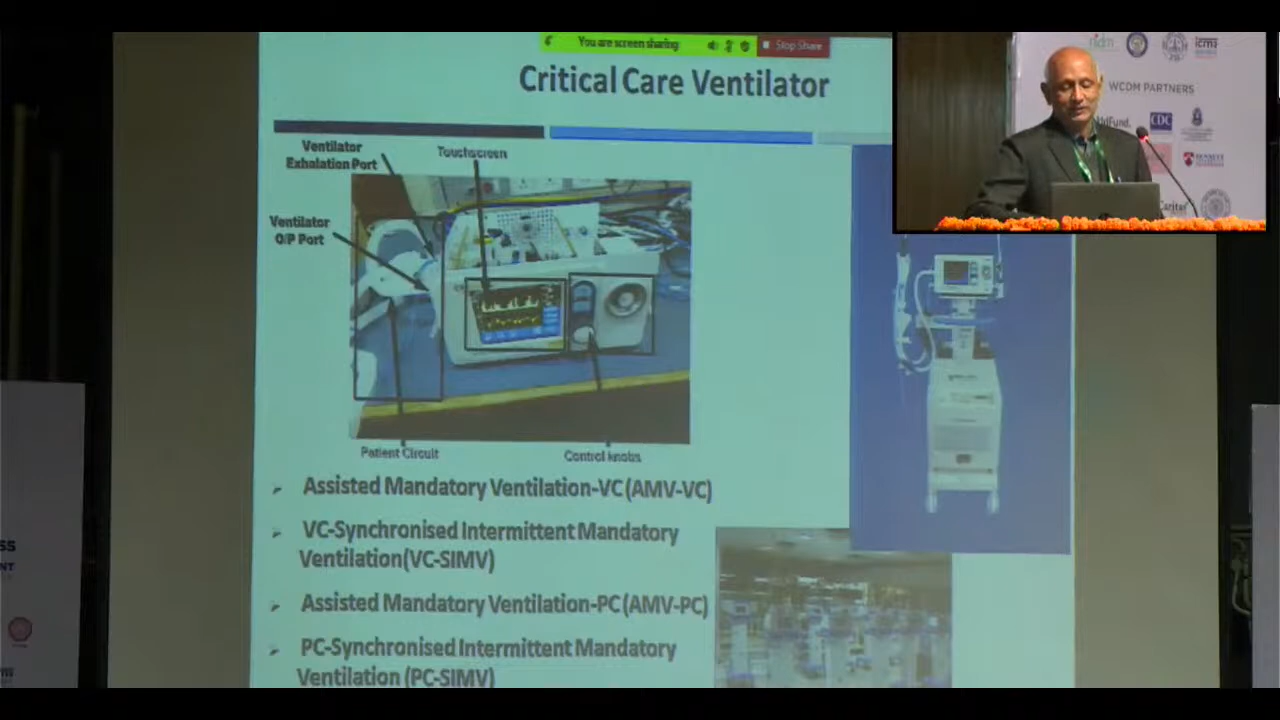 You are screen sharing
Stop Share
Critical Care Ventilator
Ventilator
Exhalation Port
Touchscreen
Ventilator
O/P Port
Patient Circuit
Control knobs
Assisted Mandatory Ventilation-VC (AMV-VC)
VC-Synchronised Intermittent Mandatory
Ventilation(VC-SIMV)
Assisted Mandatory Ventilation-PC (AMV-PC)
PC-Synchronised Intermittent Mandatory
Ventilation (PC-SIMV)
nidm
icmr
WCDM PARTNERS
CDC
BENNETT